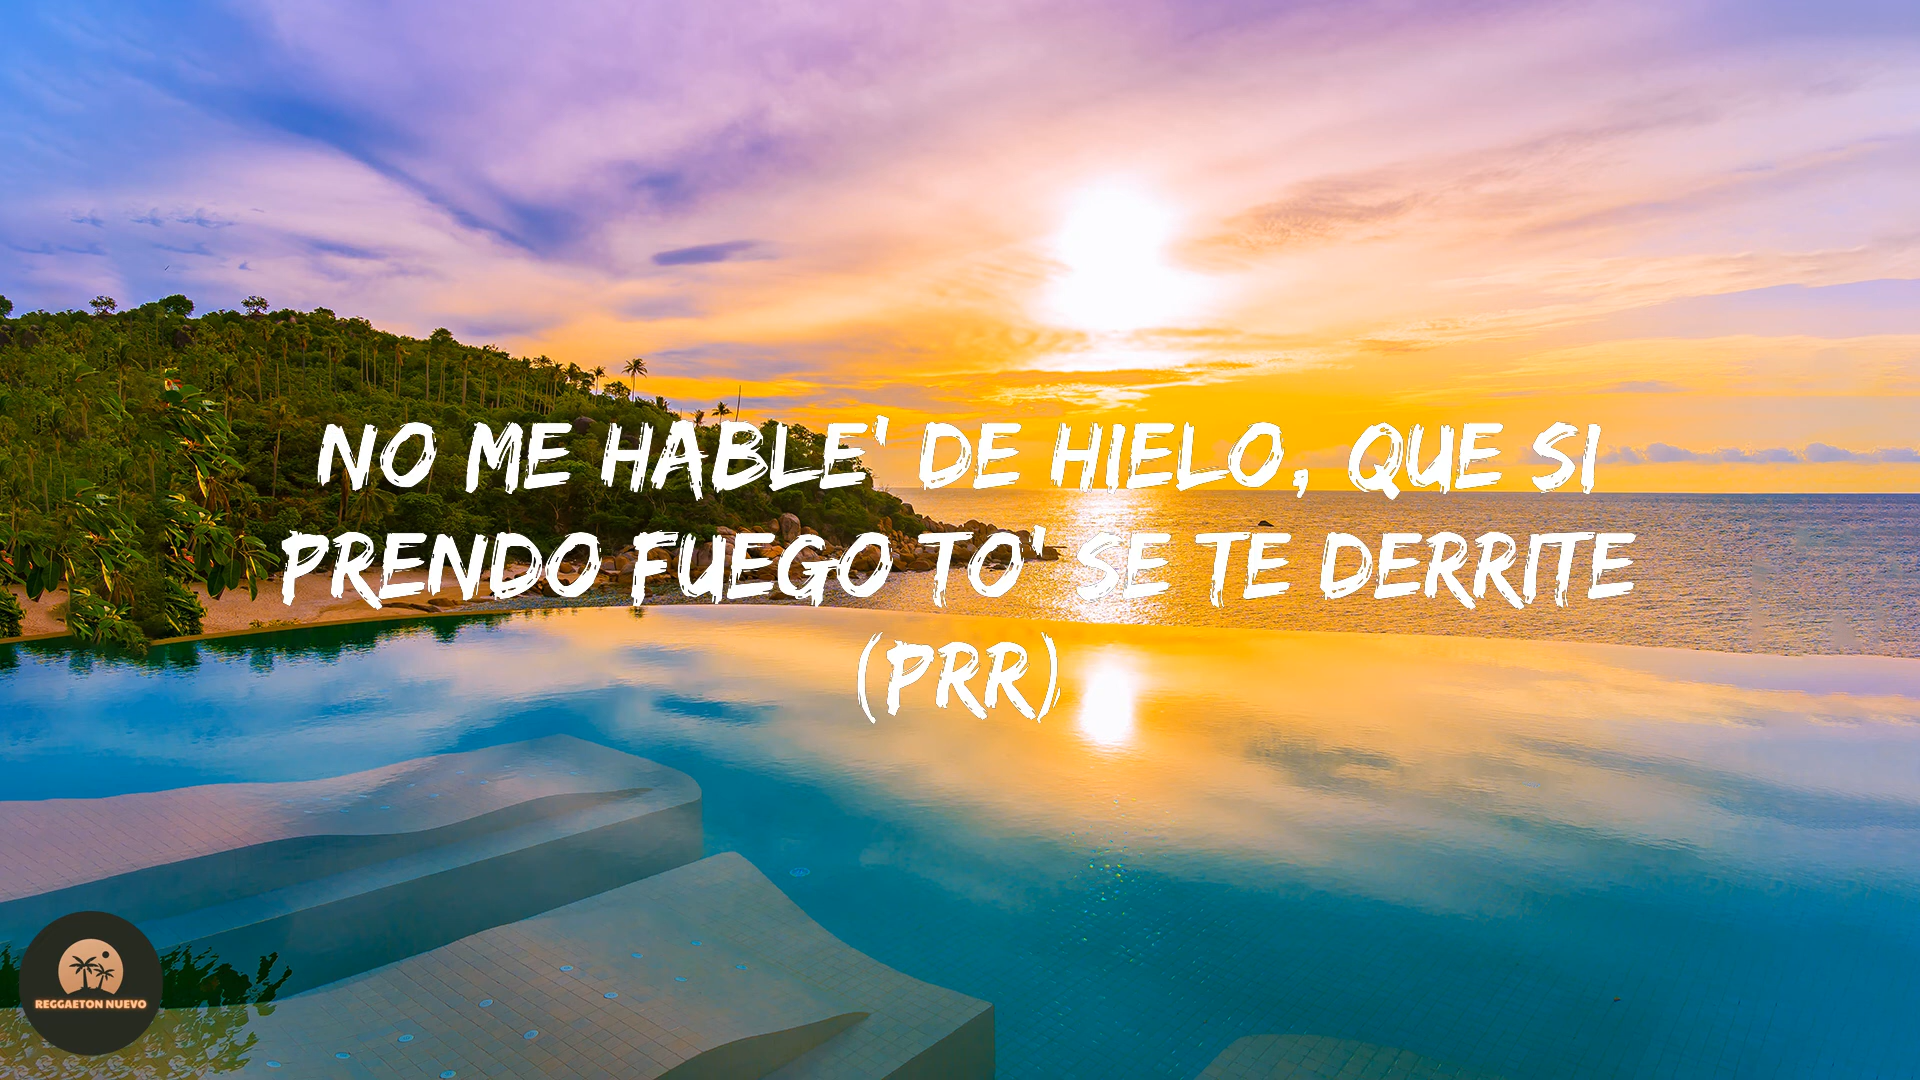 NO ME HABLE' DE HIELO, QUE SI
PRENDO FUEGO TO' SE TE DERRITE
(PRR)
REGGAETON NUEVO